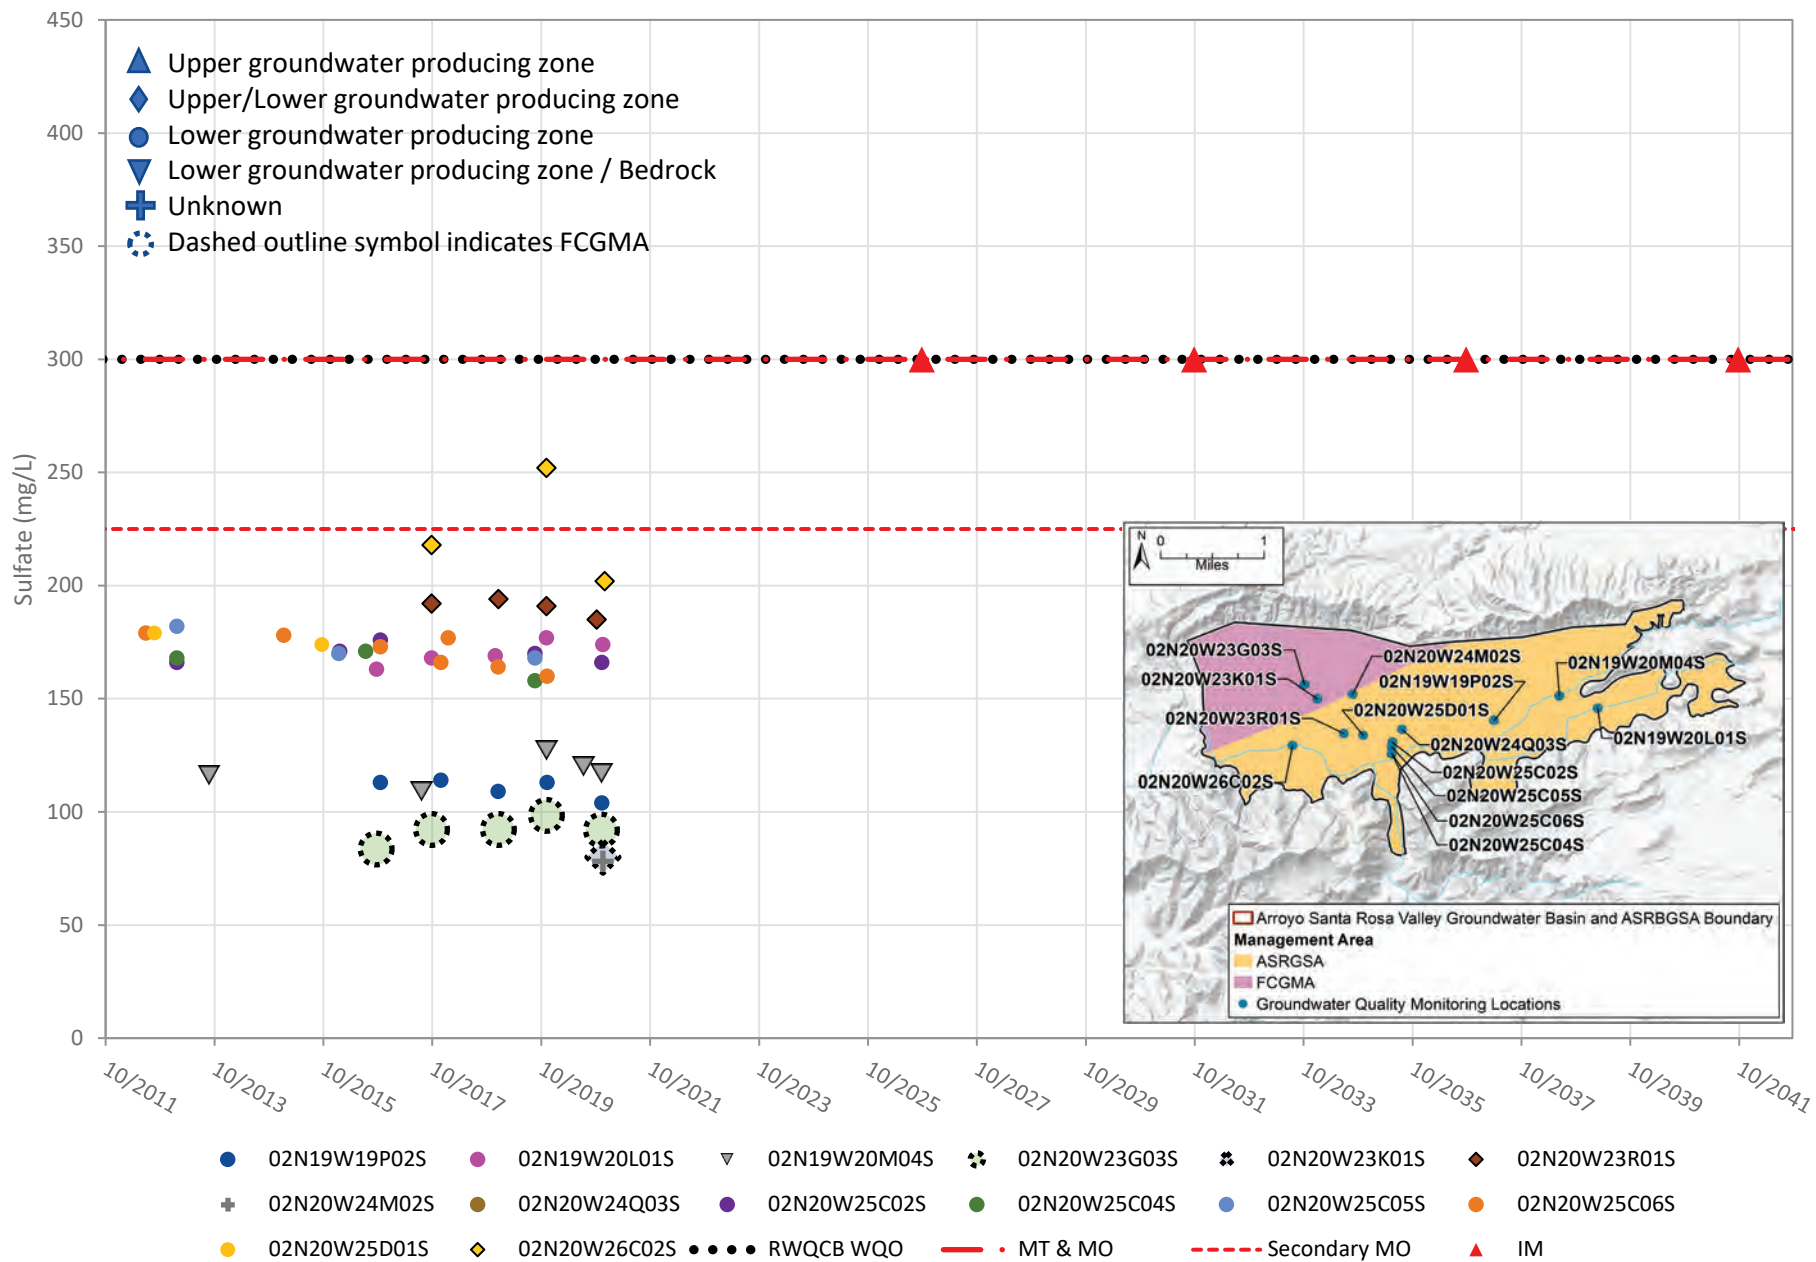 450
400
350
300
250
200
150
100
50
0
Sulfate (mg/L)
Upper groundwater producing zone
Upper/Lower groundwater producing zone
Lower groundwater producing zone
Lower groundwater producing zone / Bedrock
Unknown
Dashed outline symbol indicates FCGMA
N
0 1
Miles
02N20W23G03S
02N20W24M02S
02N19W20M04S
02N20W23K01S
02N19W19P02S
02N20W25D01S
02N20W23R01S
02N20W24Q03S
02N19W20L01S
02N20W26C02S
02N20W25C02S
02N20W25C05S
02N20W25C06S
02N20W25C04S
Arroyo Santa Rosa Valley Groundwater Basin and ASRBGSA Boundary
Management Area
ASRGSA
FCGMA
Groundwater Quality Monitoring Locations
10/2011 10/2013 10/2015 10/2017 10/2019 10/2021 10/2023 10/2025 10/2027 10/2029 10/2031 10/2033 10/2035 10/2037 10/2039 10/2041
02N19W19P02S 02N19W20L01S 02N19W20M04S 02N20W23G03S 02N20W23K01S 02N20W23R01S
02N20W24M02S 02N20W24Q03S 02N20W25C02S 02N20W25C04S 02N20W25C05S 02N20W25C06S
02N20W25D01S 02N20W26C02S RWQCB WQO MT & MO Secondary MO IM